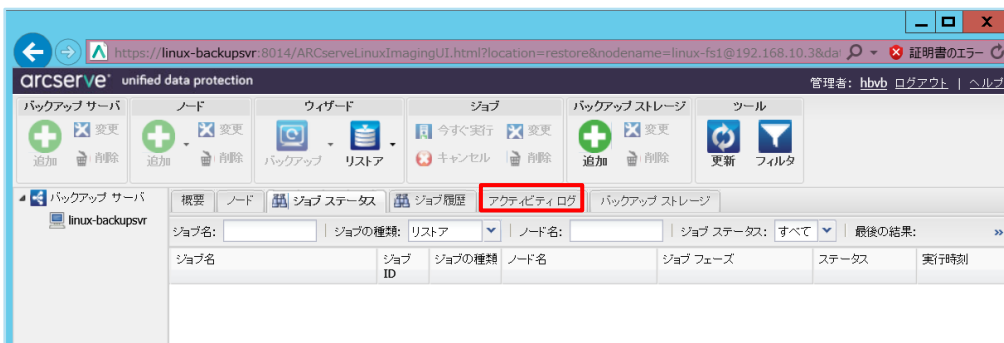 https://linux-backupsvr:8014/ARCserveLinuxImagingUI.html?location=restore&nodename=linux-fs1@192.168.10.3&da
証明書のエラー
arcserve® unified data protection
管理者: hbvb ログアウト | ヘルプ
バックアップ サーバ ノード ウィザード ジョブ バックアップ ストレージ ツール
追加 変更 削除 追加 変更 削除 バックアップ リストア 今すぐ実行 変更 キャンセル 削除 追加 変更 削除 更新 フィルタ
バックアップ サーバ
linux-backupsvr
概要 ノード ジョブ ステータス ジョブ履歴 アクティビティ ログ バックアップ ストレージ
ジョブ名: ジョブの種類: リストア ノード名: ジョブ ステータス: すべて 最後の結果: »
ジョブ名 ジョブ ID ジョブの種類 ノード名 ジョブ フェーズ ステータス 実行時刻